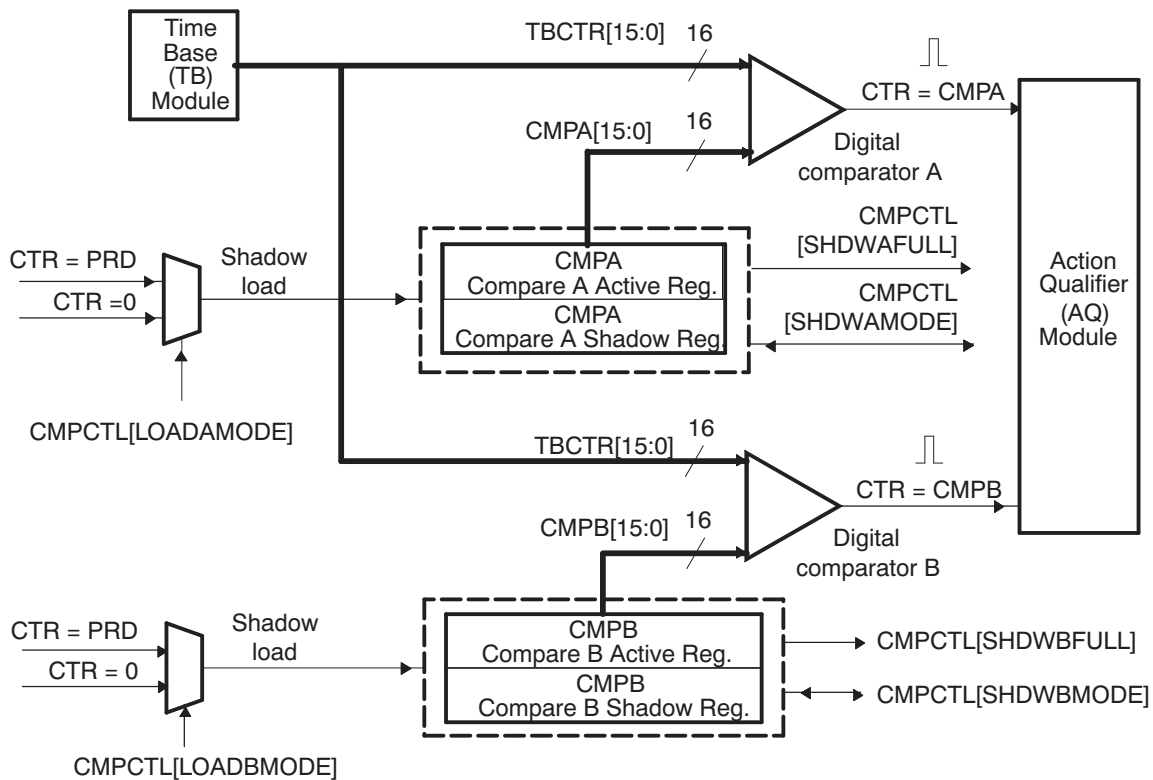 Time
Base
(TB)
Module
TBCTR[15:0]
16
CTR = CMPA
CMPA[15:0]
16
Digital
comparator A
CTR = PRD
CTR =0
Shadow
load
CMPA
Compare A Active Reg.
CMPA
Compare A Shadow Reg.
CMPCTL
[SHDWAFULL]
CMPCTL
[SHDWAMODE]
Action
Qualifier
(AQ)
Module
CMPCTL[LOADAMODE]
TBCTR[15:0]
16
CTR = CMPB
CMPB[15:0]
16
Digital
comparator B
CTR = PRD
CTR = 0
Shadow
load
CMPB
Compare B Active Reg.
CMPB
Compare B Shadow Reg.
CMPCTL[SHDWBFULL]
CMPCTL[SHDWBMODE]
CMPCTL[LOADBMODE]